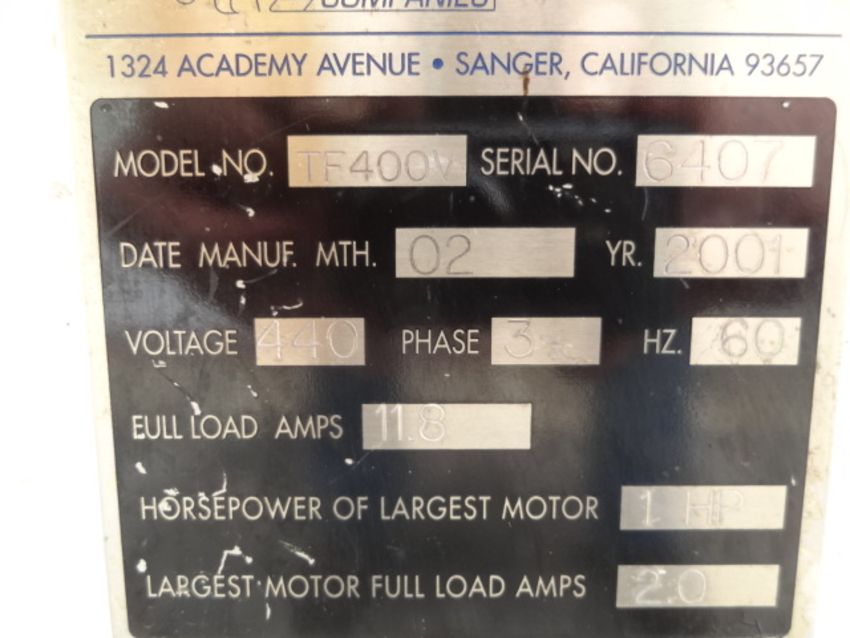 COMPANIES
1324 ACADEMY AVENUE • SANGER, CALIFORNIA 93657
MODEL NO. TF400V SERIAL NO. 6407
DATE MANUF. MTH. 02 YR. 2001
VOLTAGE 440 PHASE 3 HZ. 60
FULL LOAD AMPS 11.8
HORSEPOWER OF LARGEST MOTOR 1 HP
LARGEST MOTOR FULL LOAD AMPS 2.0